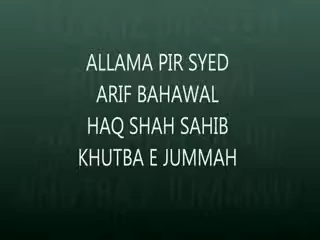 ALLAMA PIR SYED
ARIF BAHAWAL
HAQ SHAH SAHIB
KHUTBA E JUMMAH